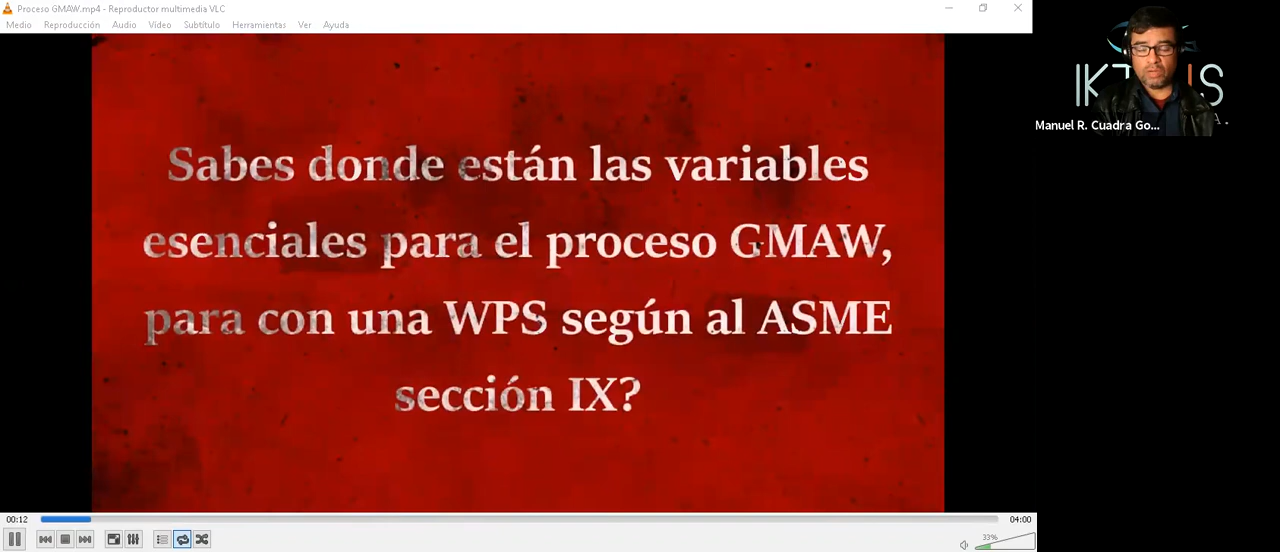 Proceso GMAW.mp4 - Reproductor multimedia VLC
Medio Reproducción Audio Vídeo Subtítulo Herramientas Ver Ayuda
Sabes donde están las variables
esenciales para el proceso GMAW,
para con una WPS según al ASME
sección IX?
Manuel R. Cuadra Go...
00:12
04:00
33%